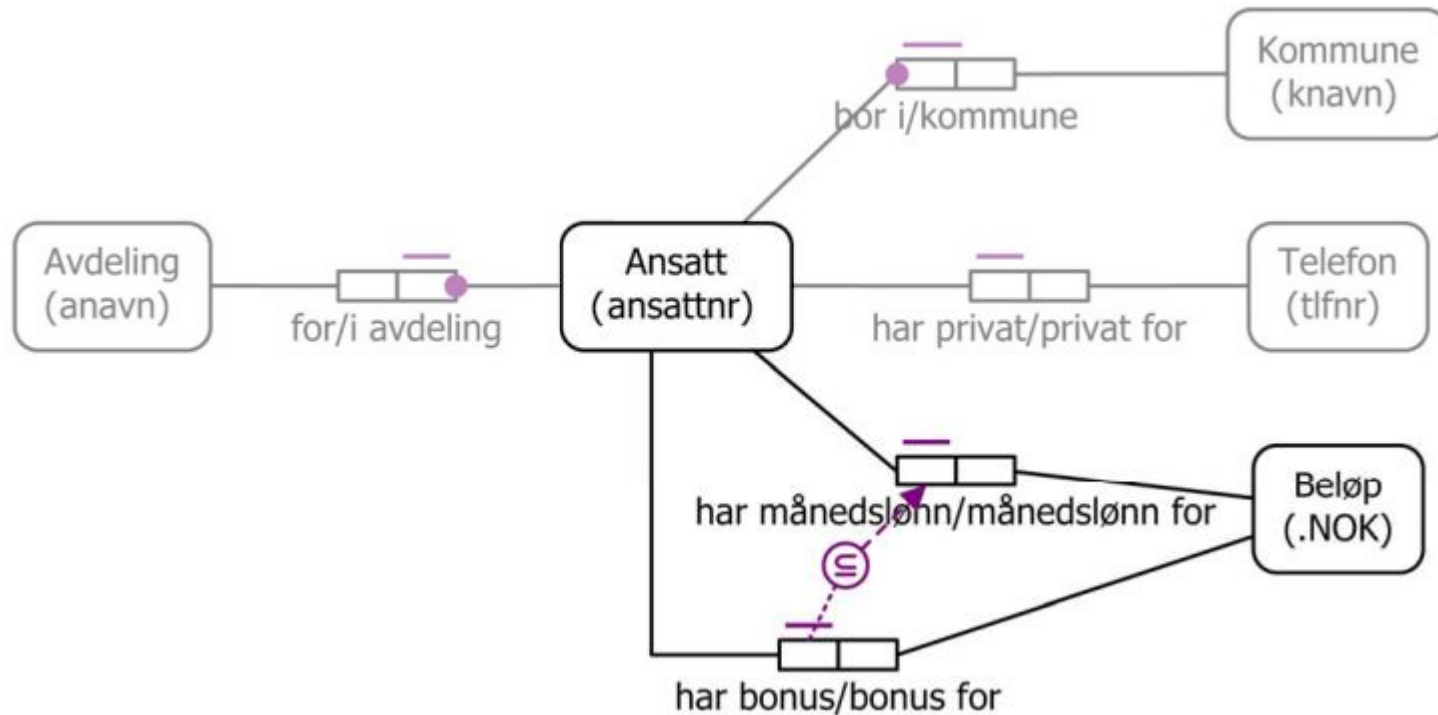 Kommune
(knavn)
bor i/kommune
Avdeling
(anavn)
for/i avdeling
Ansatt
(ansattnr)
har privat/privat for
Telefon
(tlfnr)
har månedslønn/månedslønn for
Beløp
(.NOK)
⊆
har bonus/bonus for